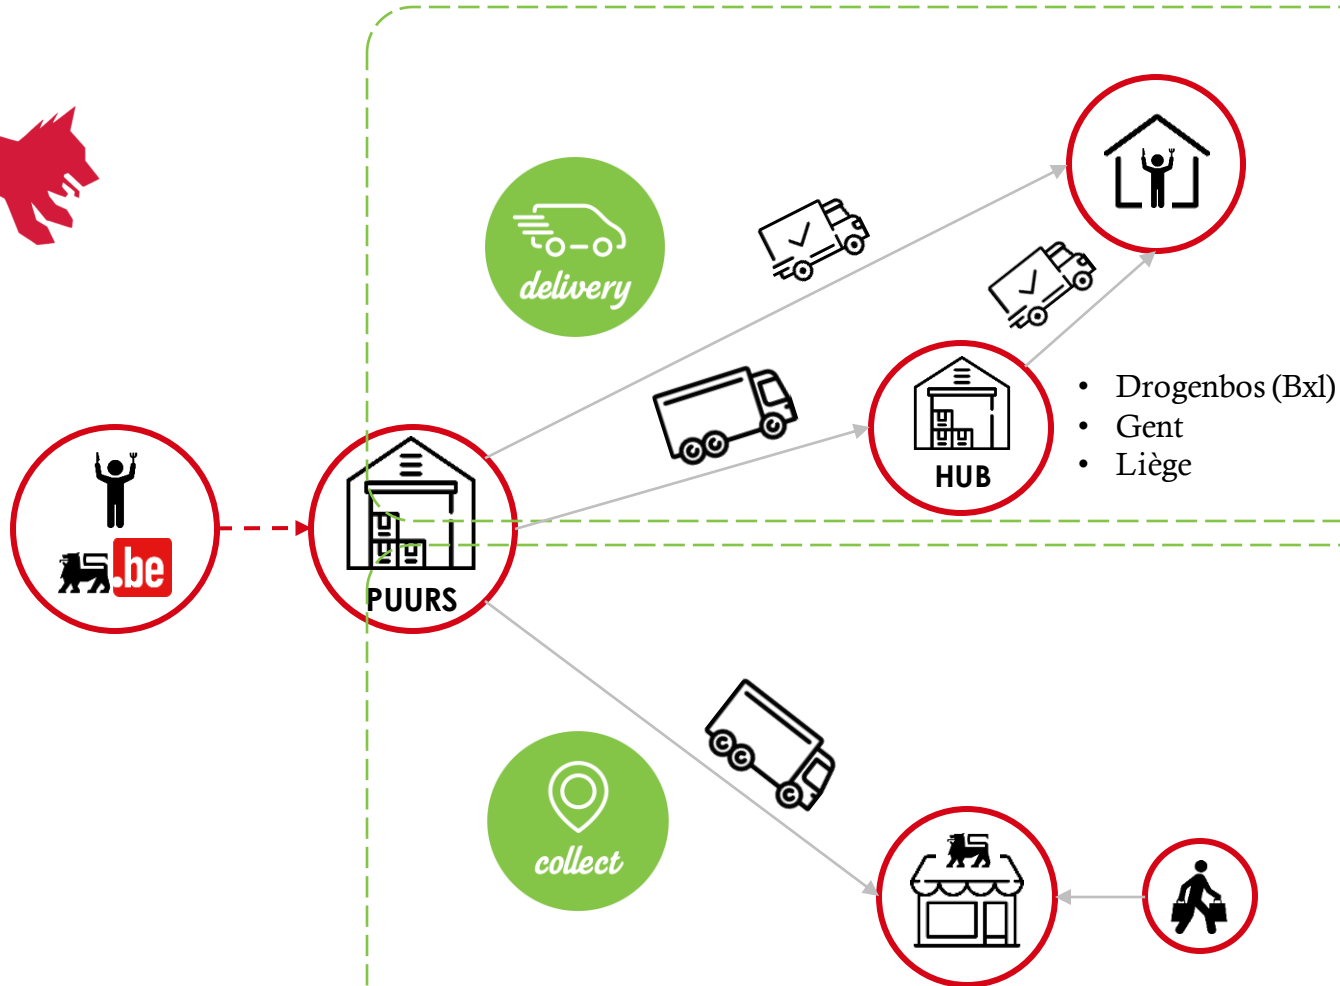 delivery
• Drogenbos (Bxl)
• Gent
• Liège
HUB
.be
PUURS
collect